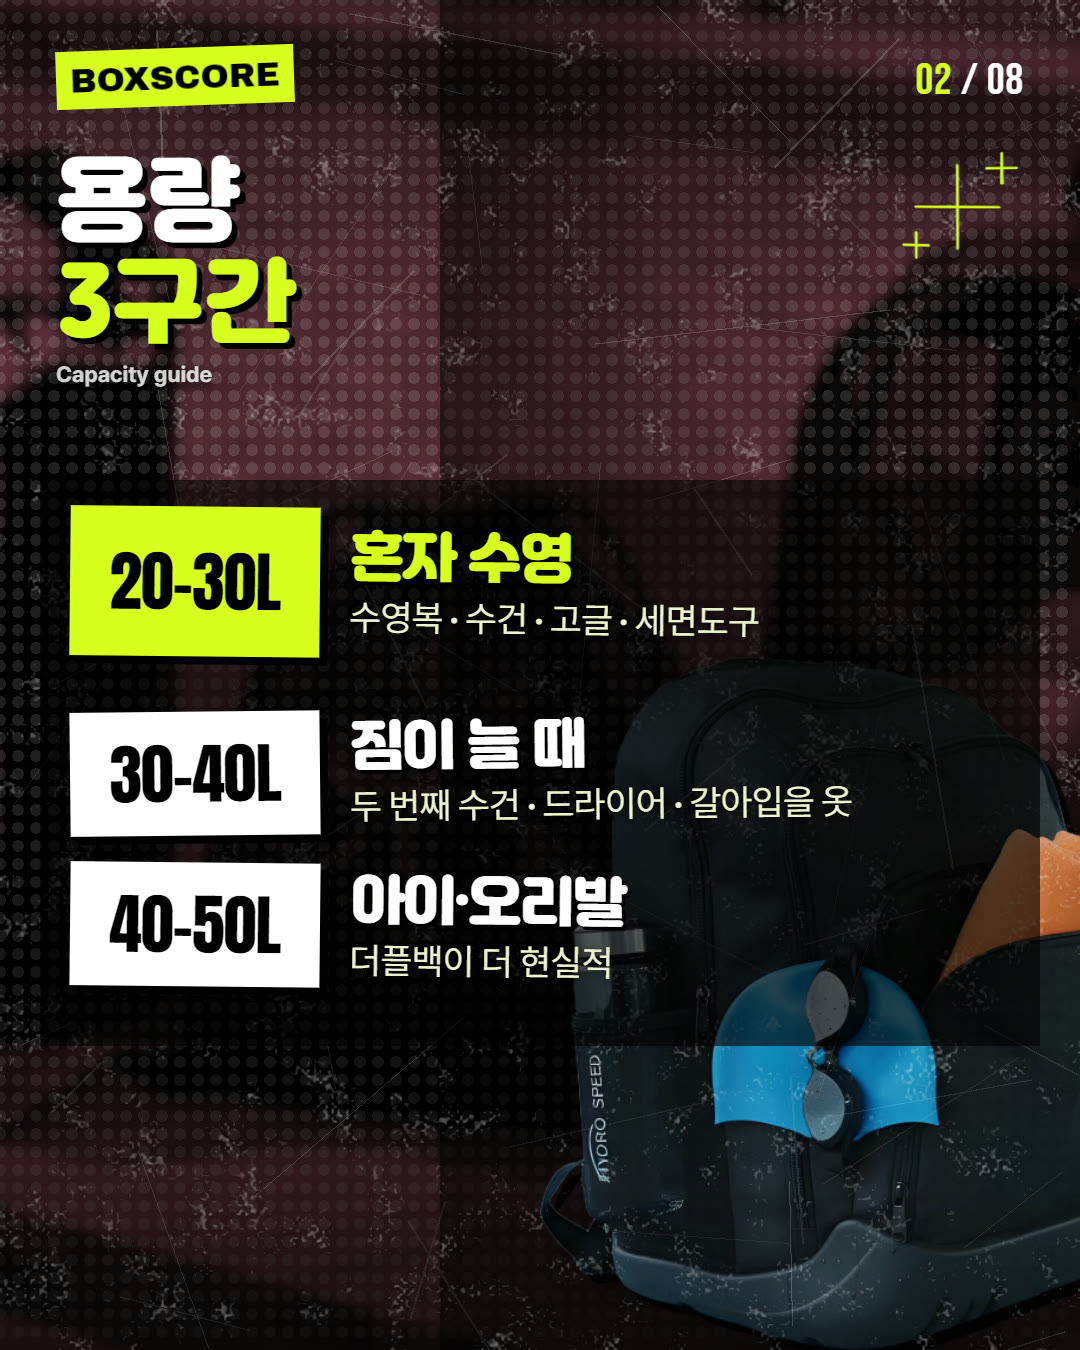 BOXSCORE
02 / 08
용량
3구간
Capacity guide
20-30L
혼자 수영
수영복 · 수건 · 고글 · 세면도구
30-40L
짐이 늘 때
두 번째 수건 · 드라이어 · 갈아입을 옷
40-50L
아이·오리발
더플백이 더 현실적
HYDRO SPEED